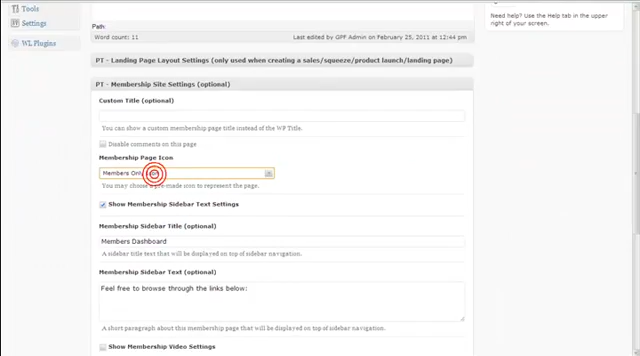 Tools
Settings
WL Plugins
Need help? Use the Help tab in the upper
right of your screen.
Path:
Word count: 11
Last edited by GPF Admin on February 25, 2011 at 12:44 pm
PT - Landing Page Layout Settings (only used when creating a sales/squeeze/product launch/landing page)
PT - Membership Site Settings (optional)
Custom Title (optional)
You can show a custom membership page title instead of the WP Title.
Disable comments on this page
Membership Page Icon
Members Only Icon
You may choose a pre-made icon to represent the page.
Show Membership Sidebar Text Settings
Membership Sidebar Title (optional)
Members Dashboard
A sidebar title text that will be displayed on top of sidebar navigation.
Membership Sidebar Text (optional)
Feel free to browse through the links below:
A short paragraph about this membership page that will be displayed on top of sidebar navigation.
Show Membership Video Settings